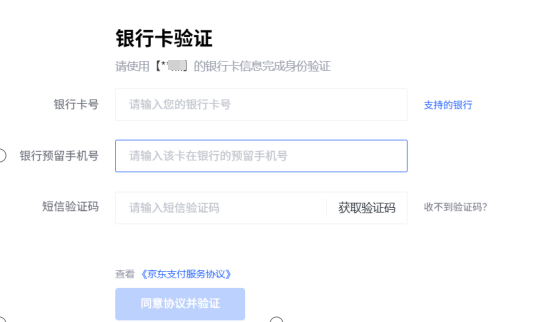 银行卡验证
请使用【**】的银行卡信息完成身份验证
银行卡号 请输入您的银行卡号 支持的银行
银行预留手机号 请输入该卡在银行的预留手机号
短信验证码 请输入短信验证码 获取验证码 收不到验证码?
查看《京东支付服务协议》
同意协议并验证